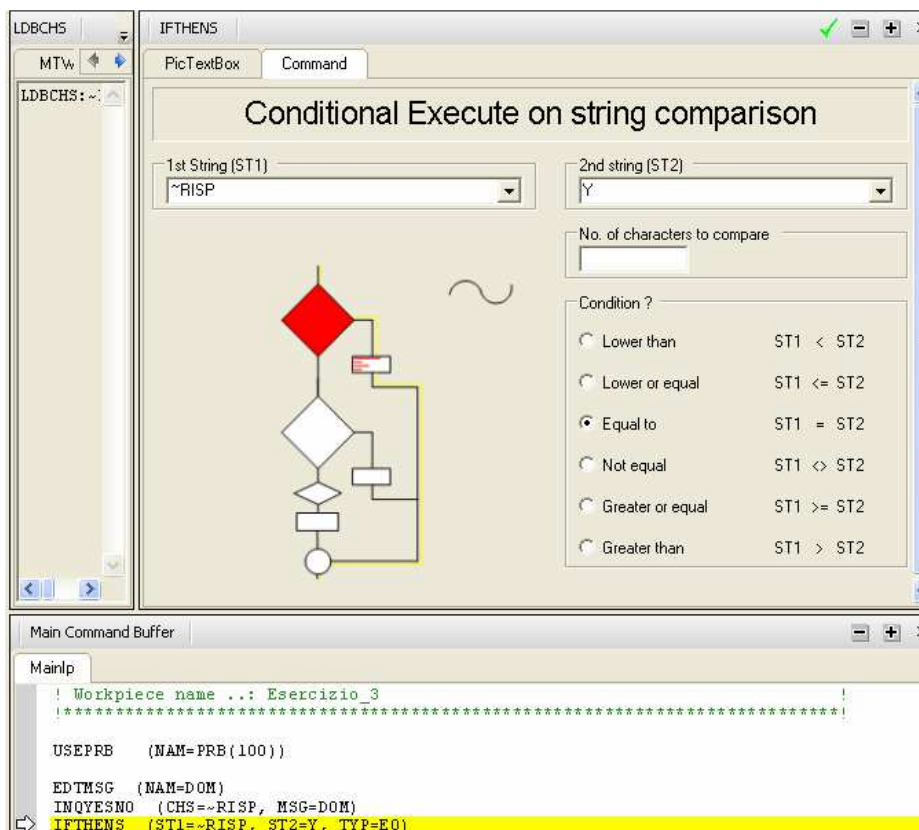 LDBCHS
MTW
LDBCHS:~
IFTHENS
PicTextBox Command
Conditional Execute on string comparison
1st String (ST1)
~RISP
2nd string (ST2)
Y
No. of characters to compare
Condition ?
Lower than ST1 < ST2
Lower or equal ST1 <= ST2
Equal to ST1 = ST2
Not equal ST1 <> ST2
Greater or equal ST1 >= ST2
Greater than ST1 > ST2
Main Command Buffer
MainIp
! Workpiece name ..: Esercizio_3 !
USEPRB (NAM=PRB(100))
EDTMSG (NAM=DOM)
INQYESNO (CHS=~RISP, MSG=DOM)
IFTHENS (ST1=~RISP, ST2=Y, TYP=EQ)